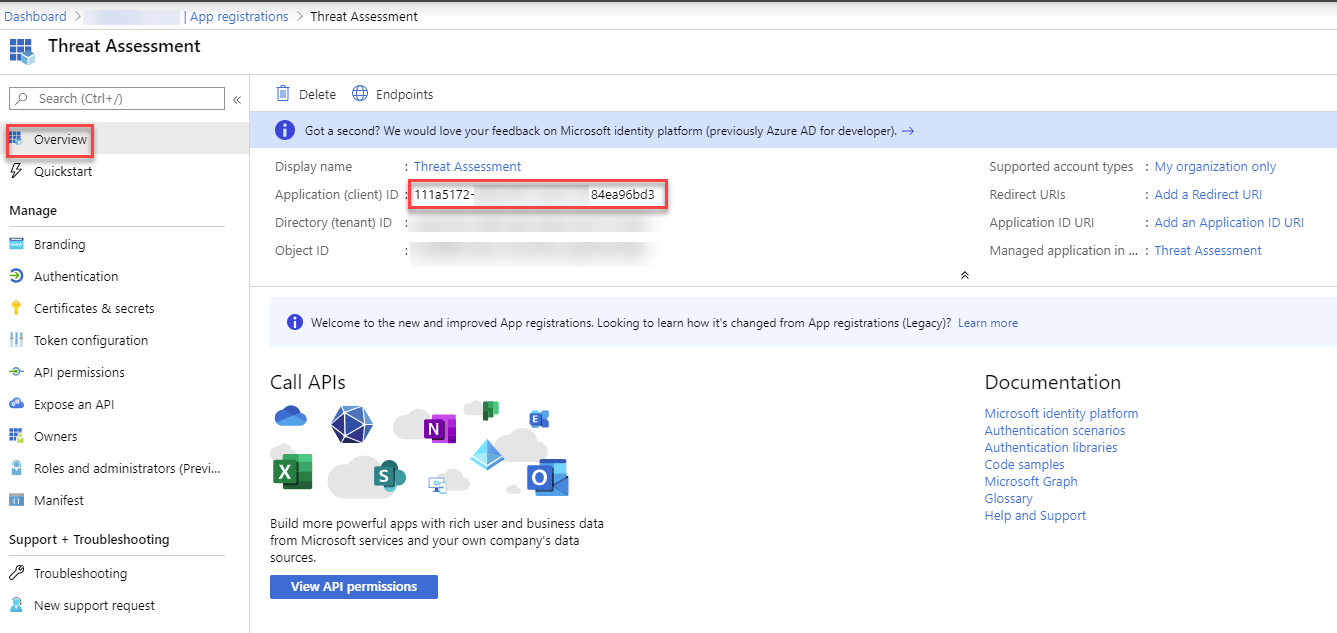 Dashboard > | App registrations > Threat Assessment
Threat Assessment
Search (Ctrl+/) «
Overview
Quickstart
Manage
Branding
Authentication
Certificates & secrets
Token configuration
API permissions
Expose an API
Owners
Roles and administrators (Previ...
Manifest
Support + Troubleshooting
Troubleshooting
New support request
Delete Endpoints
Got a second? We would love your feedback on Microsoft identity platform (previously Azure AD for developer). →
Display name : Threat Assessment
Application (client) ID : 111a5172- 84ea96bd3
Directory (tenant) ID :
Object ID :
Supported account types : My organization only
Redirect URIs : Add a Redirect URI
Application ID URI : Add an Application ID URI
Managed application in ... : Threat Assessment
Welcome to the new and improved App registrations. Looking to learn how it's changed from App registrations (Legacy)? Learn more
Call APIs
N
E
X
S
O
Build more powerful apps with rich user and business data
from Microsoft services and your own company's data
sources.
View API permissions
Documentation
Microsoft identity platform
Authentication scenarios
Authentication libraries
Code samples
Microsoft Graph
Glossary
Help and Support